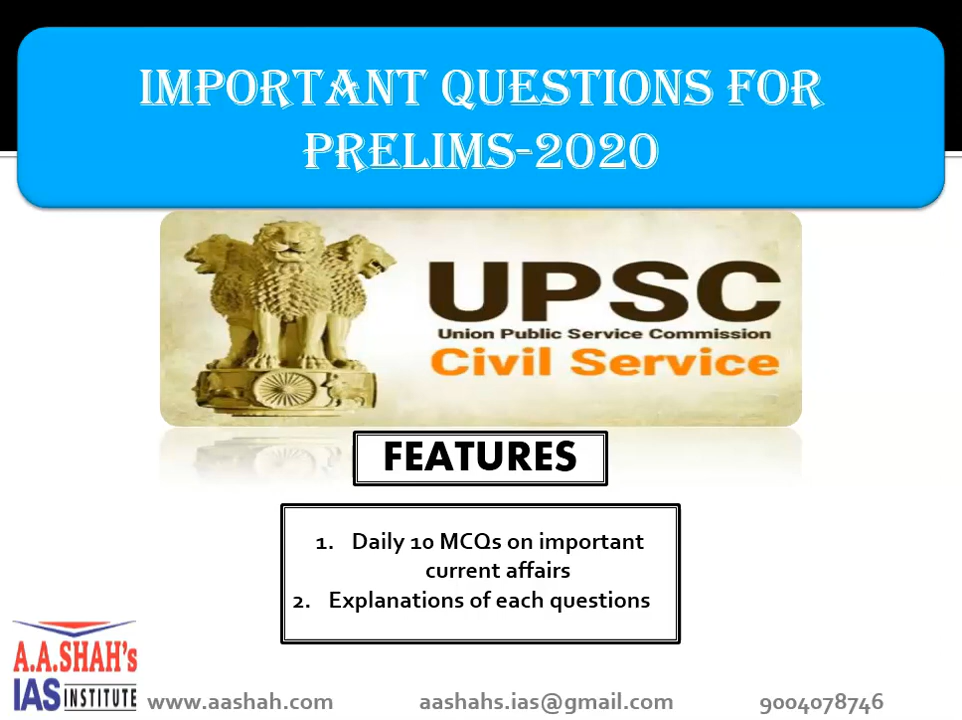 IMPORTANT QUESTIONS FOR
PRELIMS-2020
UPSC
Union Public Service Commission
Civil Service
FEATURES
1. Daily 10 MCQs on important
current affairs
2. Explanations of each questions
A.A.SHAH's
IAS INSTITUTE
www.aashah.com aashahs.ias@gmail.com 9004078746